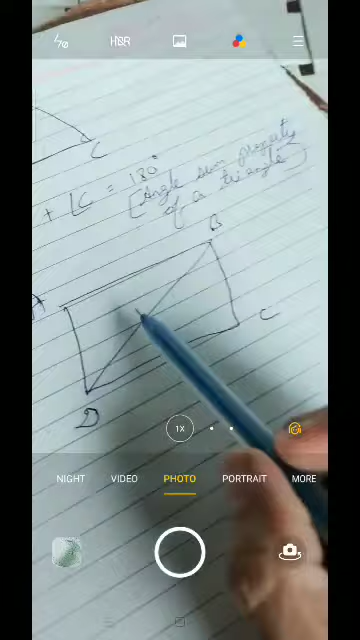 HDR
C
+ ∠C = 180°
[Angle sum property
of a triangle]
B
A
C
D
1X
NIGHT VIDEO PHOTO PORTRAIT MORE